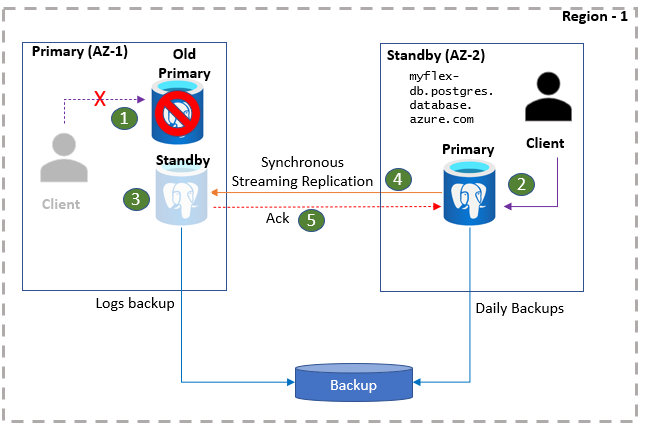 Region - 1
Primary (AZ-1)
Old
Primary
X
1
Client
Standby
3
Standby (AZ-2)
myflex-
db.postgres.
database.
azure.com
Client
Primary
2
Synchronous
Streaming Replication
4
Ack
5
Logs backup
Daily Backups
Backup